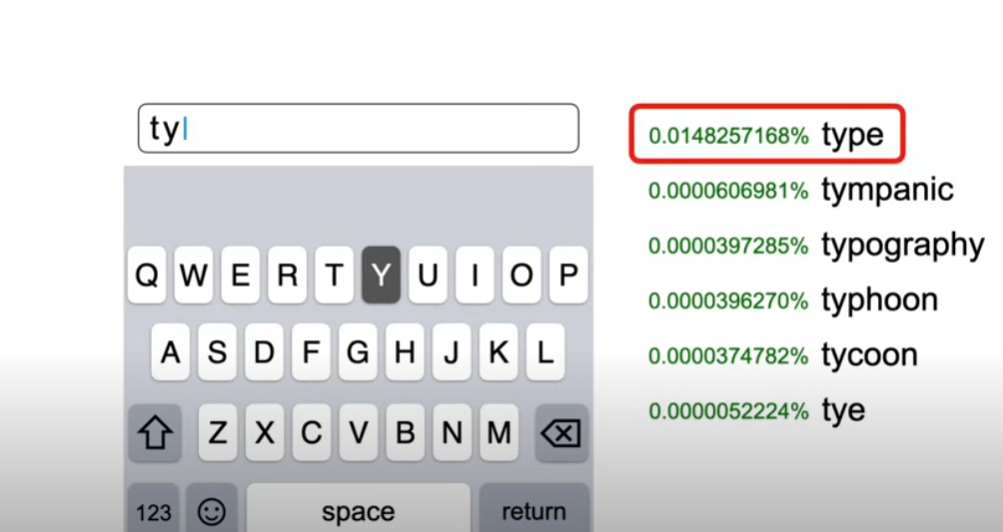 ty
0.0148257168% type
0.0000606981% tympanic
0.0000397285% typography
0.0000396270% typhoon
0.0000374782% tycoon
0.0000052224% tye
Q W E R T Y U I O P
A S D F G H J K L
Z X C V B N M
123 space return